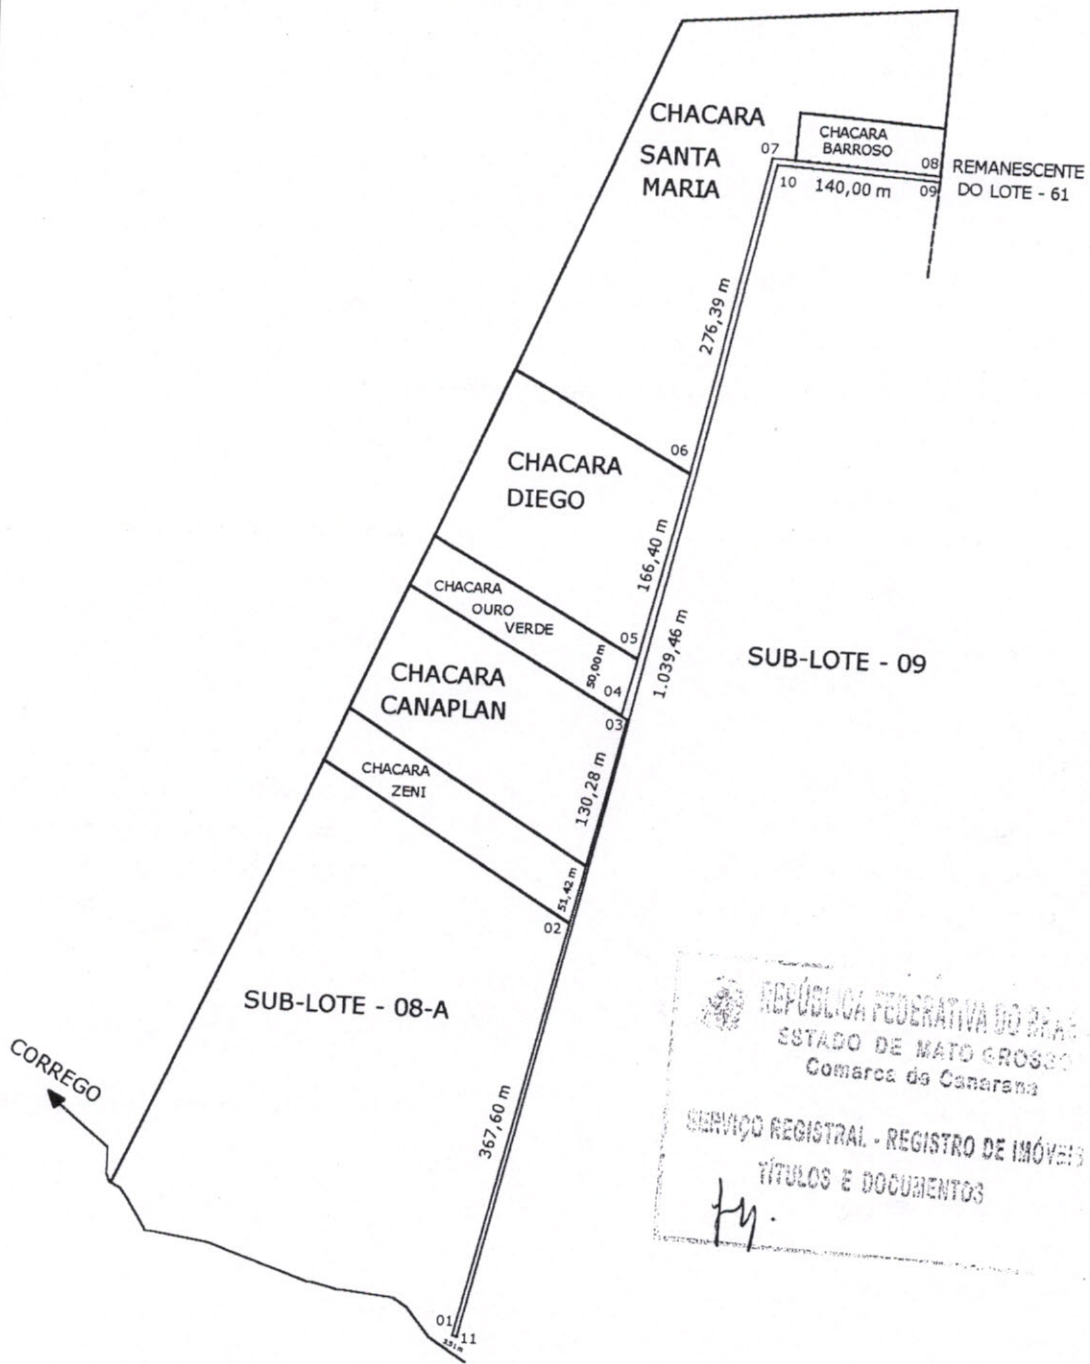 CHACARA
SANTA
MARIA
CHACARA
BARROSO
07
08
REMANESCENTE
DO LOTE - 61
10
140,00 m
09
276,39 m
06
CHACARA
DIEGO
166,40 m
CHACARA
OURO
VERDE
05
50,00 m
04
1.039,46 m
SUB-LOTE - 09
CHACARA
CANAPLAN
03
130,28 m
CHACARA
ZENI
51,42 m
02
SUB-LOTE - 08-A
367,60 m
CORREGO
01
11
REPÚBLICA FEDERATIVA DO BRAS
ESTADO DE MATO GROSSO
Comarca de Canarana
SERVIÇO REGISTRAL - REGISTRO DE IMÓVEIS
TÍTULOS E DOCUMENTOS